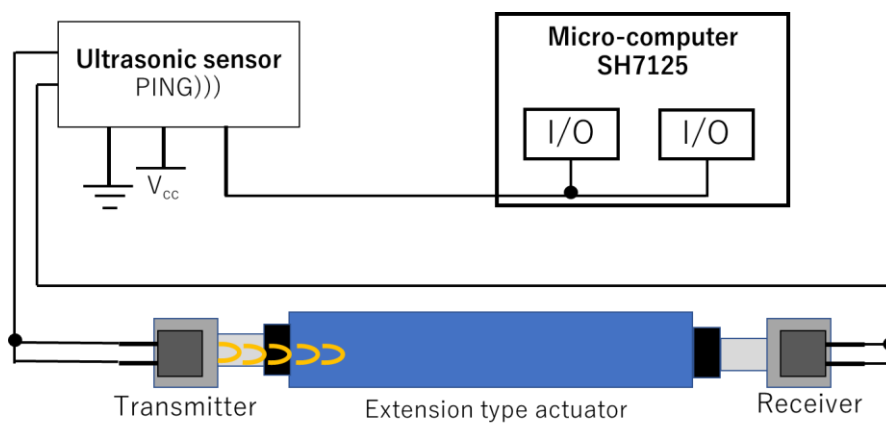 Ultrasonic sensor
PING)))
Micro-computer
SH7125
I/O
I/O
Vcc
Transmitter
Extension type actuator
Receiver